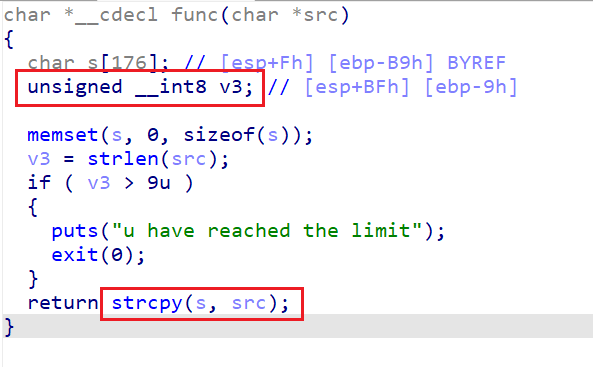 char *__cdecl func(char *src)
{
  char s[176]; // [esp+Fh] [ebp-B9h] BYREF
  unsigned __int8 v3; // [esp+BFh] [ebp-9h]

  memset(s, 0, sizeof(s));
  v3 = strlen(src);
  if ( v3 > 9u )
  {
    puts("u have reached the limit");
    exit(0);
  }
  return strcpy(s, src);
}